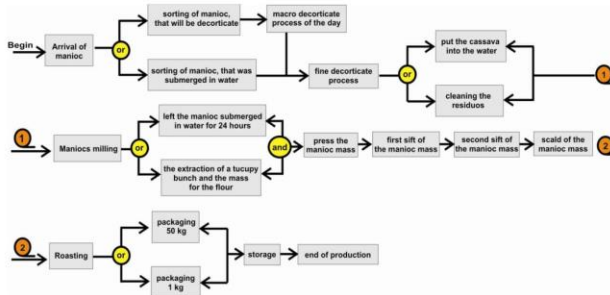 sorting of manioc,
that will be decorticate
macro decorticate
process of the day
Begin
Arrival of
manioc
or
sorting of manioc, that was
submerged in water
fine decorticate
process
or
put the cassava
into the water
cleaning the
residuos
1
1
Maniocs milling
or
left the manioc submerged
in water for 24 hours
the extraction of a tucupy
bunch and the mass
for the flour
and
press the
manioc mass
first sift of
the manioc mass
second sift of
the manioc mass
scald of the
manioc mass
2
2
Roasting
or
packaging
50 kg
packaging
1 kg
storage
end of production